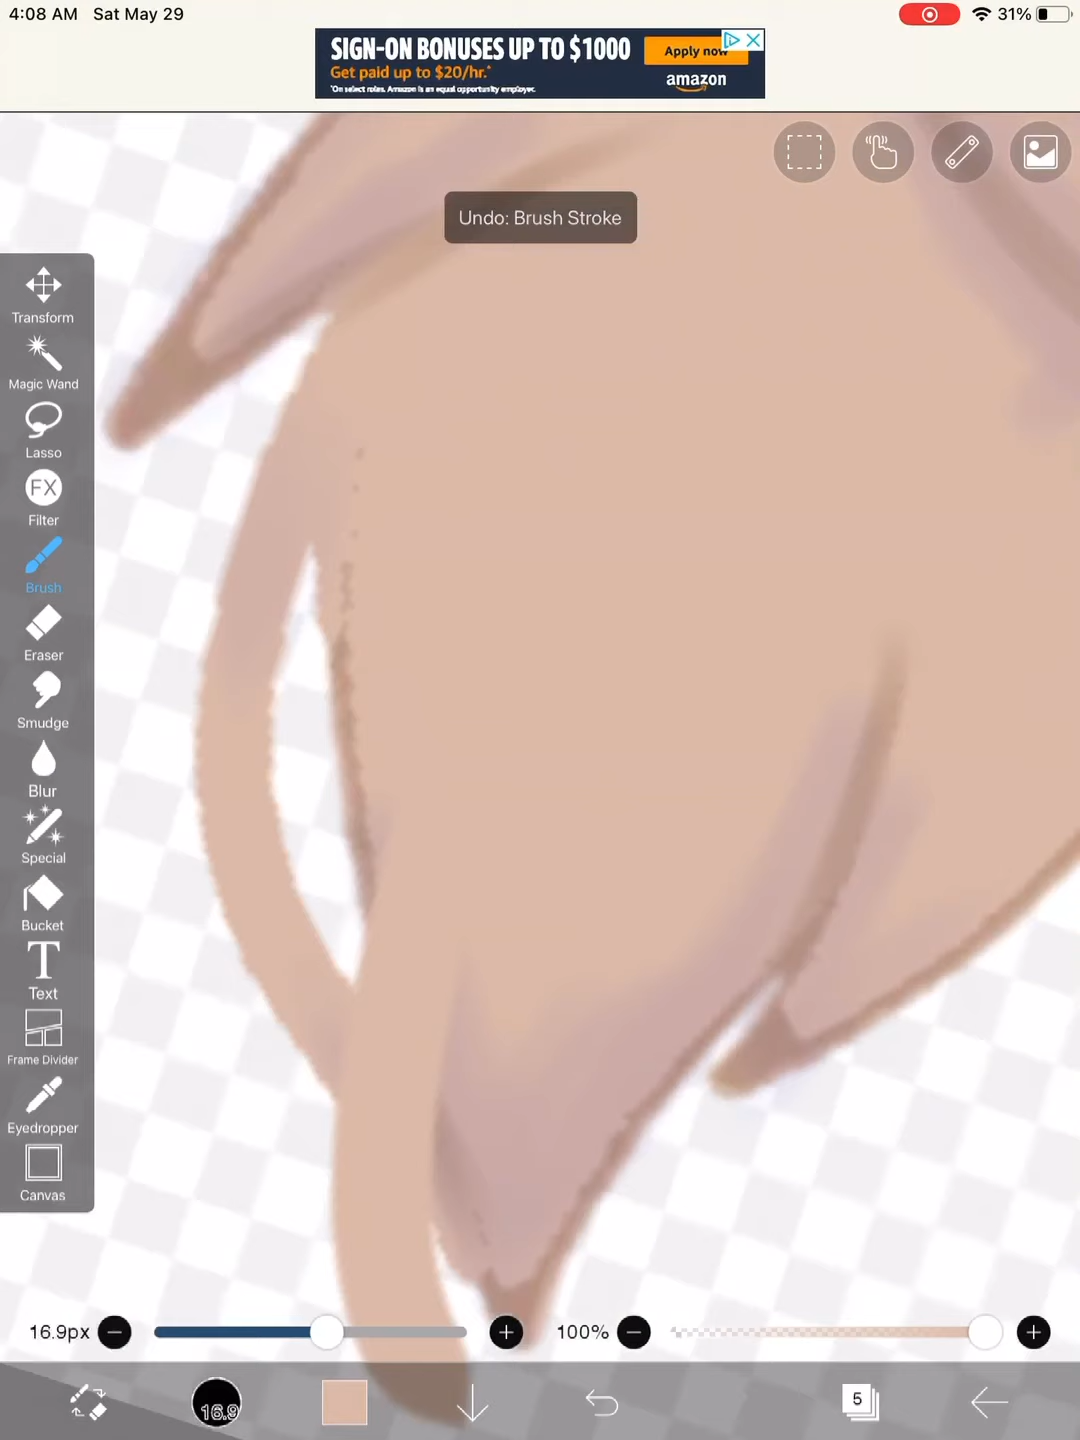 4:08 AM Sat May 29
31%
SIGN-ON BONUSES UP TO $1000
Get paid up to $20/hr.*
*On select roles. Amazon is an equal opportunity employer.
Apply now
amazon
Undo: Brush Stroke
Transform
Magic Wand
Lasso
FX
Filter
Brush
Eraser
Smudge
Blur
Special
Bucket
T
Text
Frame Divider
Eyedropper
Canvas
16.9px
100%
16.9
5